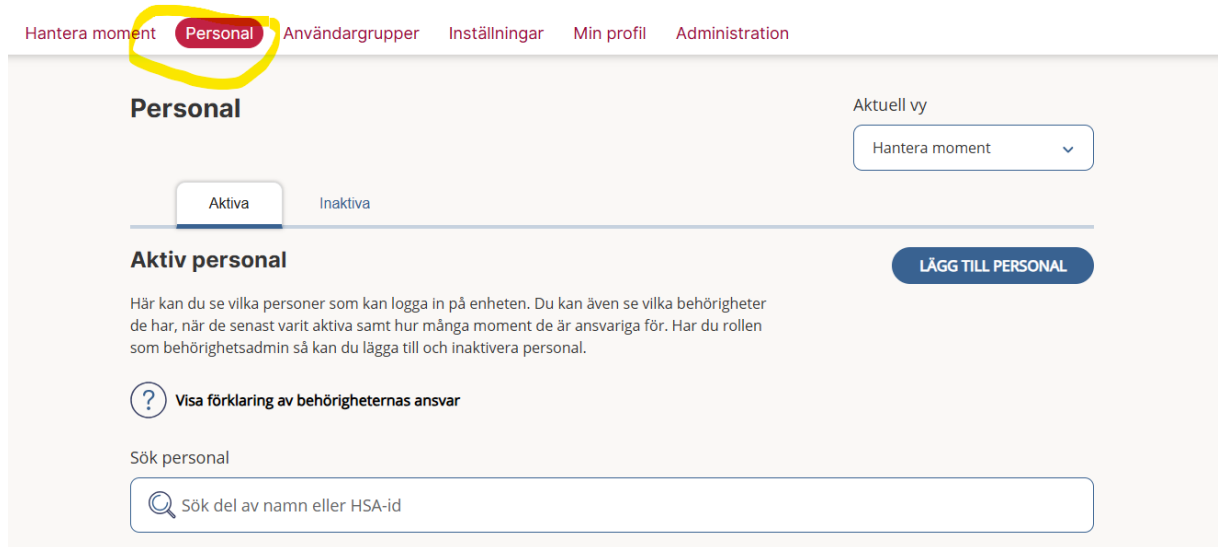 Hantera moment Personal Användargrupper Inställningar Min profil Administration
Personal
Aktuell vy
Hantera moment
Aktiva Inaktiva
Aktiv personal
LÄGG TILL PERSONAL
Här kan du se vilka personer som kan logga in på enheten. Du kan även se vilka behörigheter
de har, när de senast varit aktiva samt hur många moment de är ansvariga för. Har du rollen
som behörighetsadmin så kan du lägga till och inaktivera personal.
? Visa förklaring av behörigheternas ansvar
Sök personal
Sök del av namn eller HSA-id